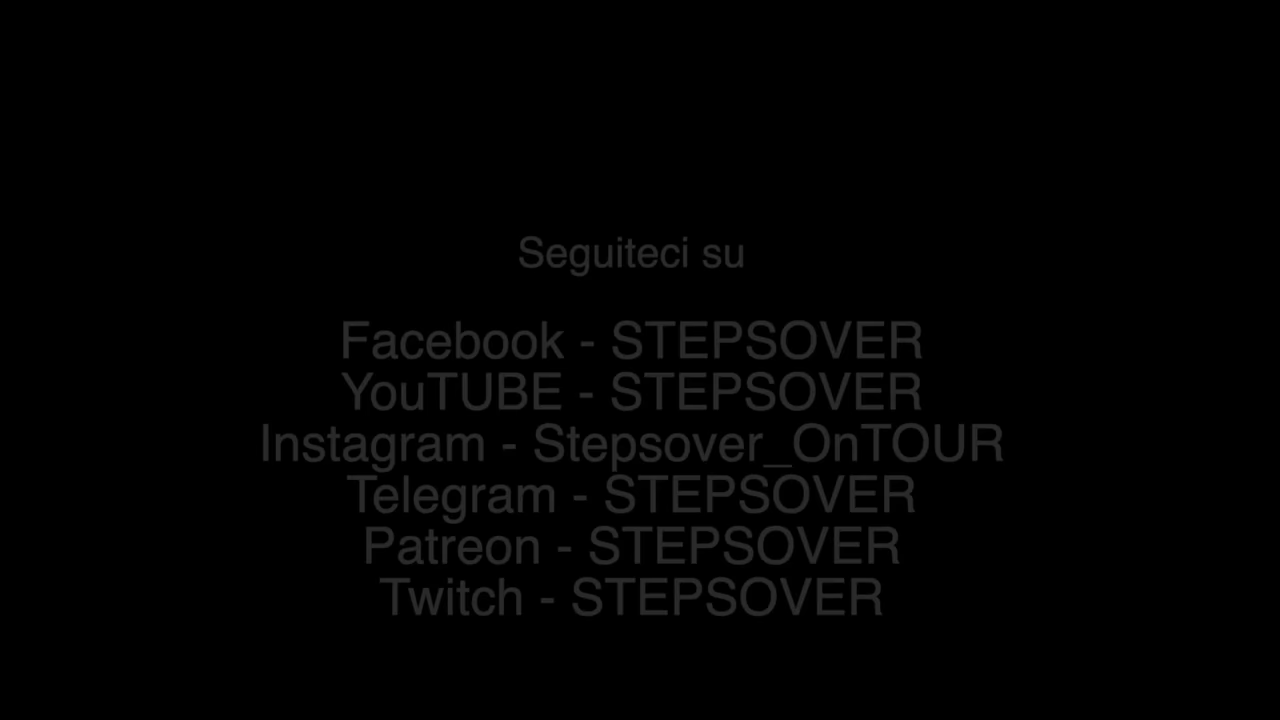 Seguiteci su
Facebook - STEPSOVER
YouTUBE - STEPSOVER
Instagram - Stepsover_OnTOUR
Telegram - STEPSOVER
Patreon - STEPSOVER
Twitch - STEPSOVER